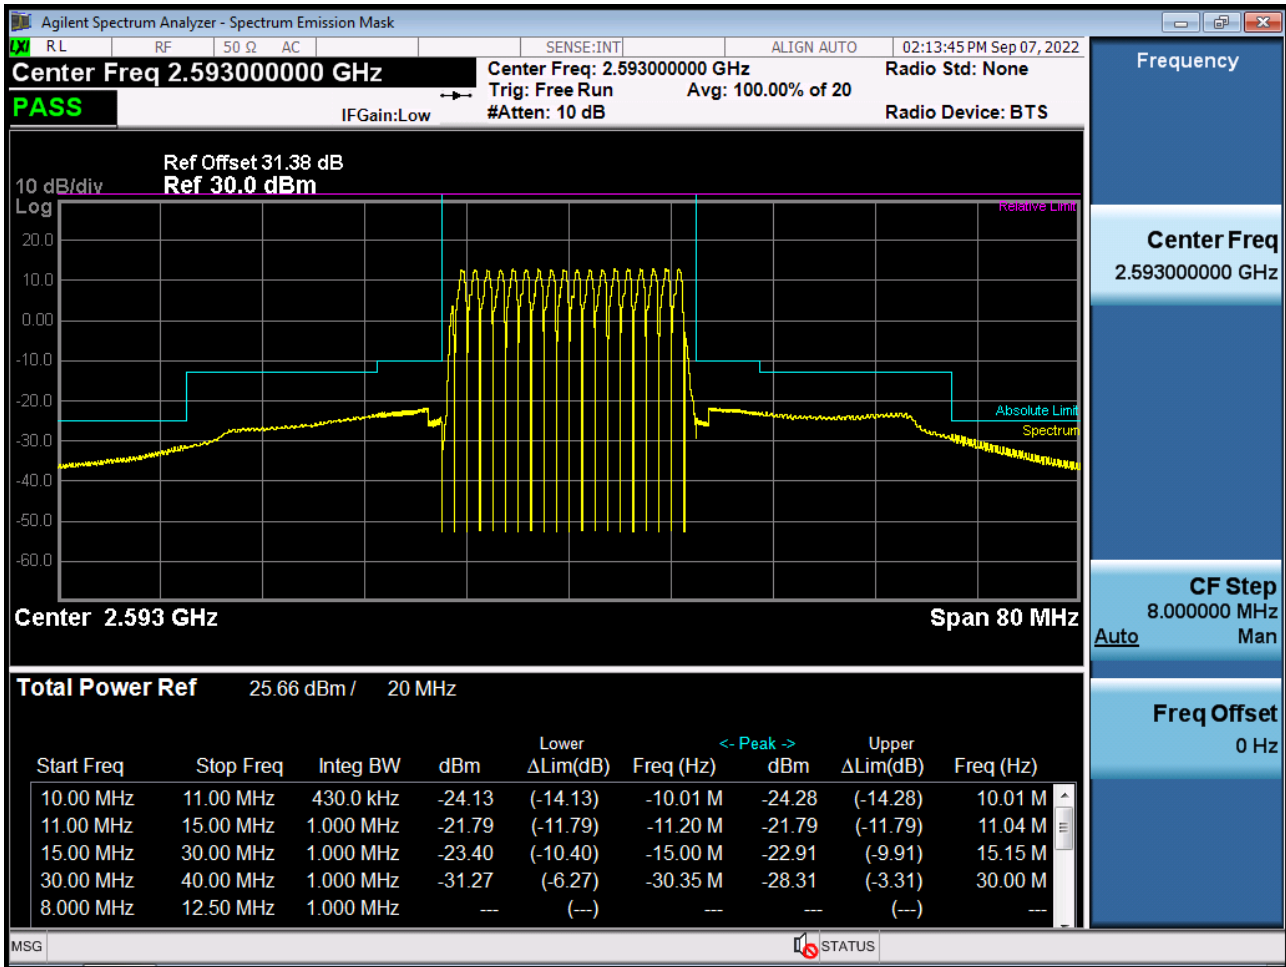 Agilent Spectrum Analyzer - Spectrum Emission Mask
LXI RL RF 50 Ω AC SENSE:INT ALIGN AUTO 02:13:45 PM Sep 07, 2022
Center Freq 2.593000000 GHz
Center Freq: 2.593000000 GHz
Radio Std: None
Trig: Free Run Avg: 100.00% of 20
PASS
IFGain:Low
#Atten: 10 dB
Radio Device: BTS
Ref Offset 31.38 dB
10 dB/div Ref 30.0 dBm
Log
Relative Limit
20.0
10.0
0.00
-10.0
-20.0
Absolute Limit
Spectrum
-30.0
-40.0
-50.0
-60.0
Center 2.593 GHz Span 80 MHz
Total Power Ref 25.66 dBm / 20 MHz
Lower <- Peak -> Upper
Start Freq Stop Freq Integ BW dBm ΔLim(dB) Freq (Hz) dBm ΔLim(dB) Freq (Hz)
10.00 MHz 11.00 MHz 430.0 kHz -24.13 (-14.13) -10.01 M -24.28 (-14.28) 10.01 M
11.00 MHz 15.00 MHz 1.000 MHz -21.79 (-11.79) -11.20 M -21.79 (-11.79) 11.04 M
15.00 MHz 30.00 MHz 1.000 MHz -23.40 (-10.40) -15.00 M -22.91 (-9.91) 15.15 M
30.00 MHz 40.00 MHz 1.000 MHz -31.27 (-6.27) -30.35 M -28.31 (-3.31) 30.00 M
8.000 MHz 12.50 MHz 1.000 MHz --- (---) --- --- (---) ---
MSG STATUS
Frequency
Center Freq
2.593000000 GHz
CF Step
8.000000 MHz
Auto Man
Freq Offset
0 Hz